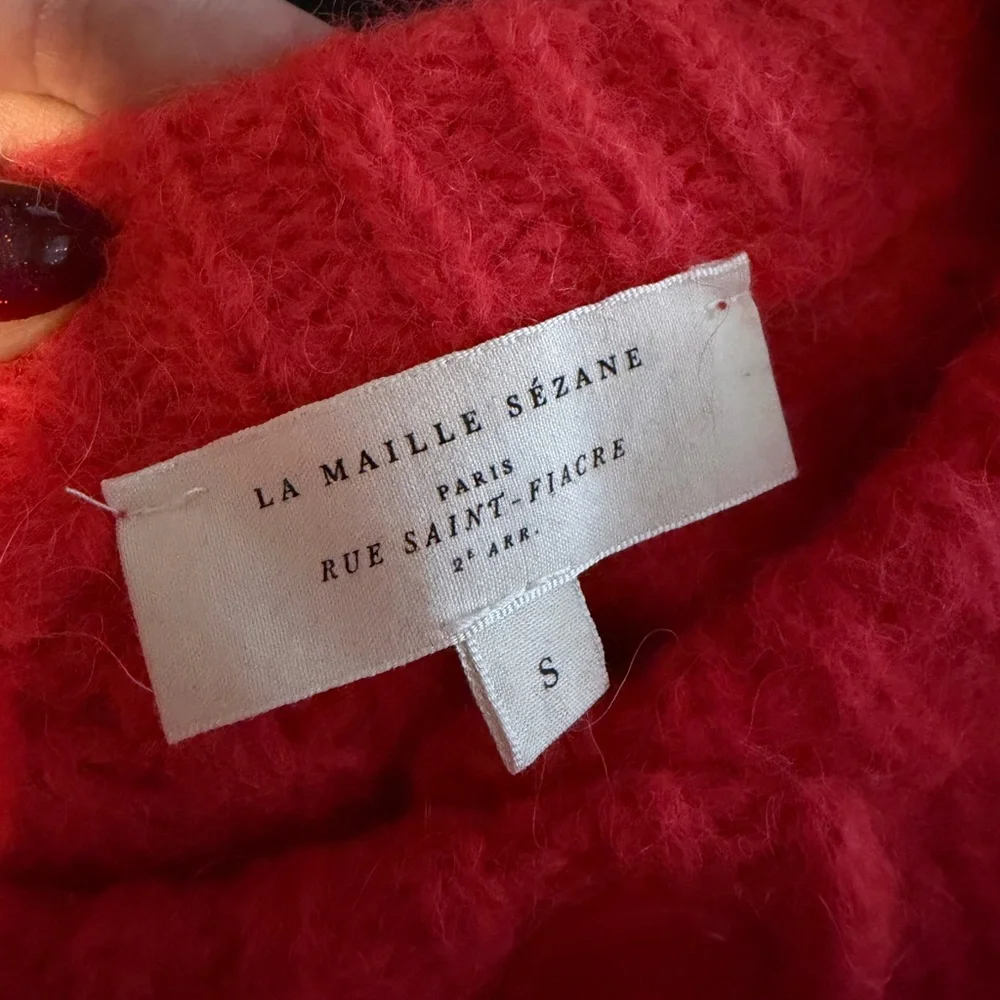 LA MAILLE SÉZANE
PARIS
RUE SAINT-FIACRE
2E ARR.
S